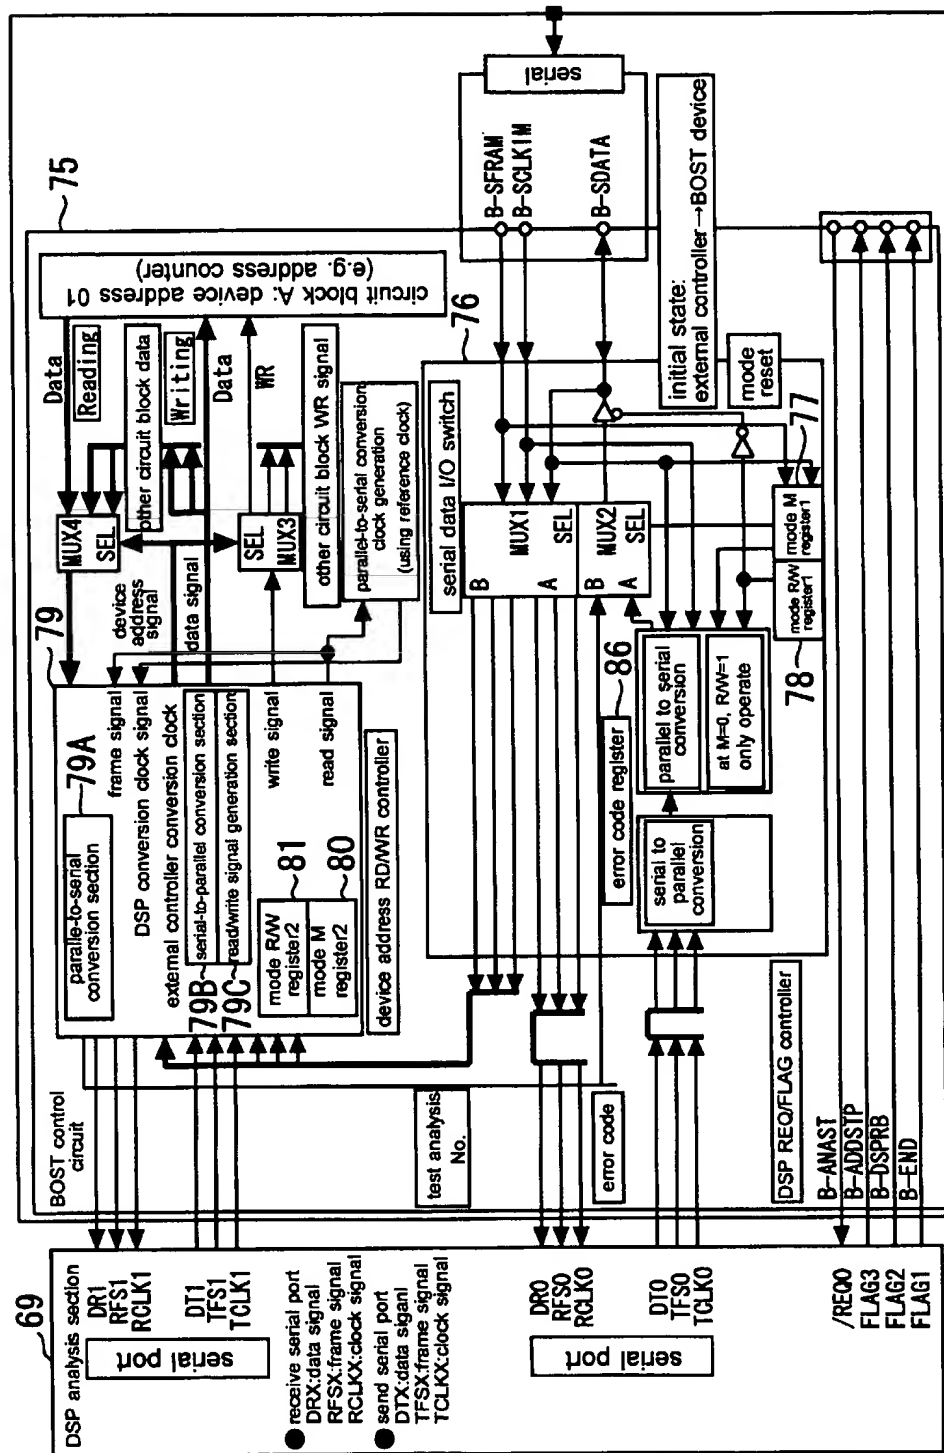 69
DSP analysis section
DR1
RFS1
RCLK1
DT1
TFS1
TCLK1
serial port
● receive serial port
DRX:data signal
RFSX:frame signal
RCLKX:clock signal
● send serial port
DTX:data siganl
TFSX:frame signal
TCLKX:clock signal
DR0
RFS0
RCLK0
DT0
TFS0
TCLK0
serial port
/REQ0
FLAG3
FLAG2
FLAG1
BOST control
circuit
75
79
79A
paralle-to-serial
conversion section
frame signal
DSP conversion clock signal
external controller conversion clock
79B
serial-to-parallel conversion section
79C
read/write signal generation section
write signal
read signal
mode R/W
register2
81
mode M
register2
80
device address RD/WR controller
device
address
signal
data signal
MUX4
SEL
SEL
MUX3
Data
Reading
other circuit block data
Writing
Data
WR
other circuit block WR signal
parallel-to-serial conversion
clock generation
(using reference clock)
circuit block A: device address 01
(e.g. address counter)
test analysis
No.
error code
DSP REQ/FLAG controller
76
serial data I/O switch
B
MUX1
A
SEL
B
MUX2
A
SEL
error code register
86
serial to
parallel
conversion
parallel to serial
conversion
at M=0, R/W=1
only operate
78
mode R/W
register1
mode M
register1
77
mode
reset
initial state:
external controller→BOST device
B-SFRAM
B-SCLKIM
B-SDATA
serial
B-ANAST
B-ADDSTP
B-DSPRB
B-END